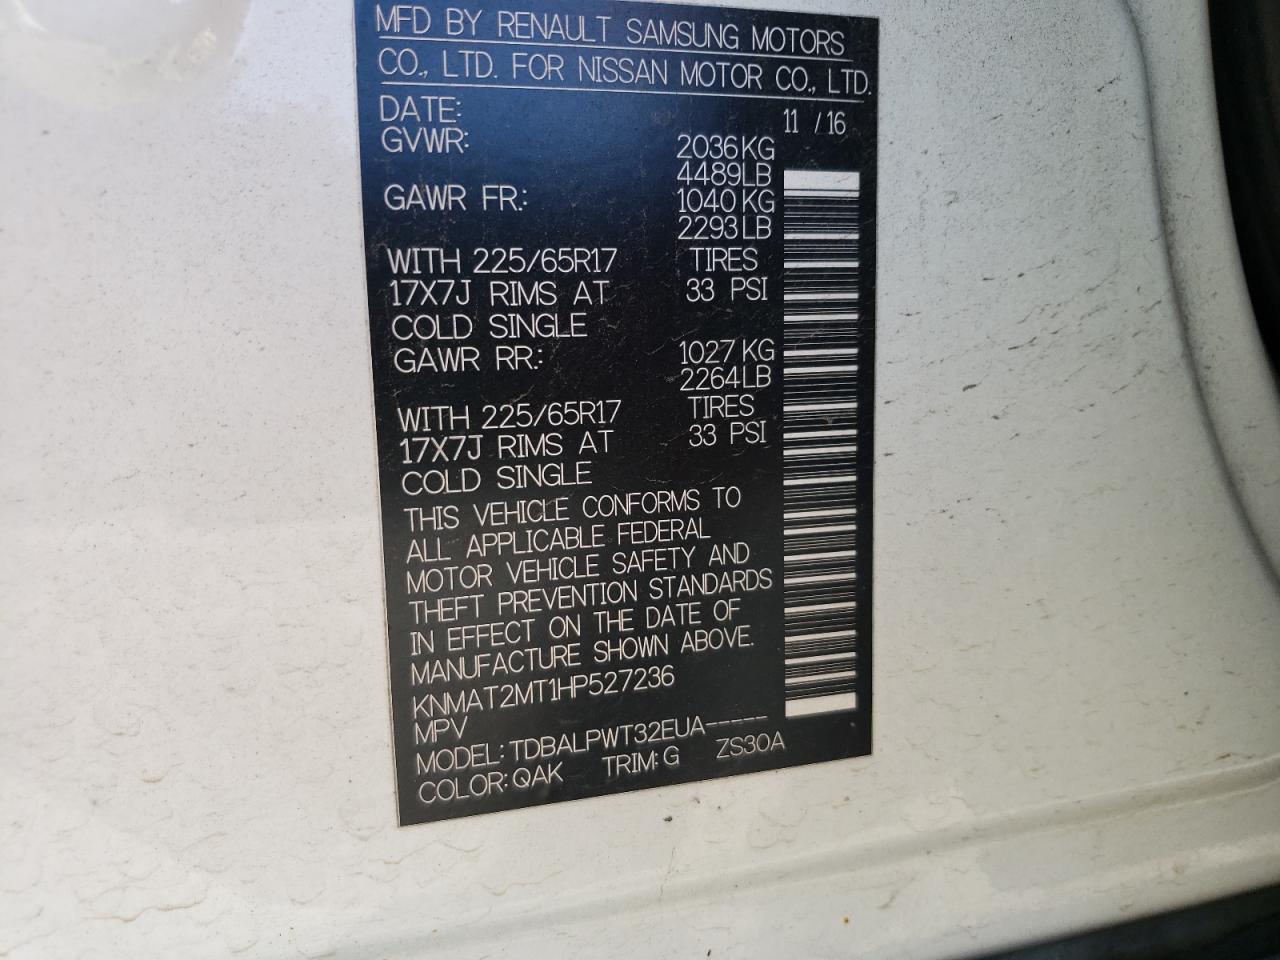 MFD BY RENAULT SAMSUNG MOTORS
CO., LTD. FOR NISSAN MOTOR CO., LTD.
DATE: 11 / 16
GVWR: 2036 KG
4489 LB
GAWR FR.: 1040 KG
2293 LB
WITH 225/65R17 TIRES
17X7J RIMS AT 33 PSI
COLD SINGLE
GAWR RR.: 1027 KG
2264 LB
WITH 225/65R17 TIRES
17X7J RIMS AT 33 PSI
COLD SINGLE
THIS VEHICLE CONFORMS TO
ALL APPLICABLE FEDERAL
MOTOR VEHICLE SAFETY AND
THEFT PREVENTION STANDARDS
IN EFFECT ON THE DATE OF
MANUFACTURE SHOWN ABOVE.
KNMAT2MT1HP527236
MPV
MODEL: TDBALPWT32EUA-----
COLOR: QAK TRIM: G ZS30A